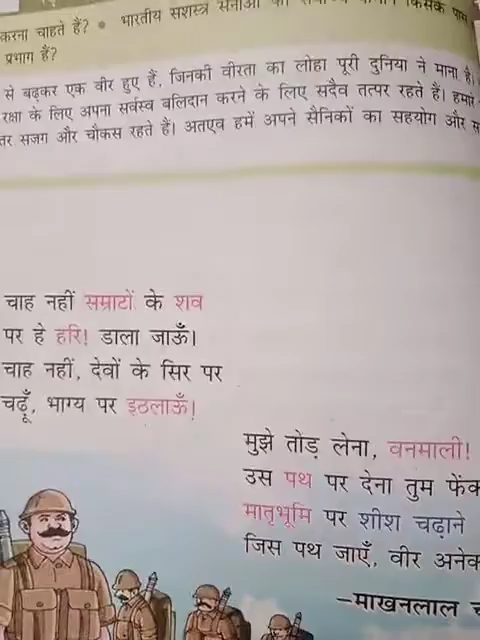 करना चाहते हैं? ● भारतीय सशस्त्र सेनाओं किसके पास
प्रभाग हैं?
से बढ़कर एक वीर हुए हैं, जिनकी वीरता का लोहा पूरी दुनिया ने माना है।
रक्षा के लिए अपना सर्वस्व बलिदान करने के लिए सदैव तत्पर रहते हैं। हमारे
तर सजग और चौकस रहते हैं। अतएव हमें अपने सैनिकों का सहयोग और
चाह नहीं सम्राटों के शव
पर हे हरि! डाला जाऊँ।
चाह नहीं, देवों के सिर पर
चढ़ूँ, भाग्य पर इठलाऊँ!
मुझे तोड़ लेना, वनमाली!
उस पथ पर देना तुम फेंक
मातृभूमि पर शीश चढ़ाने
जिस पथ जाएँ, वीर अनेक
–माखनलाल